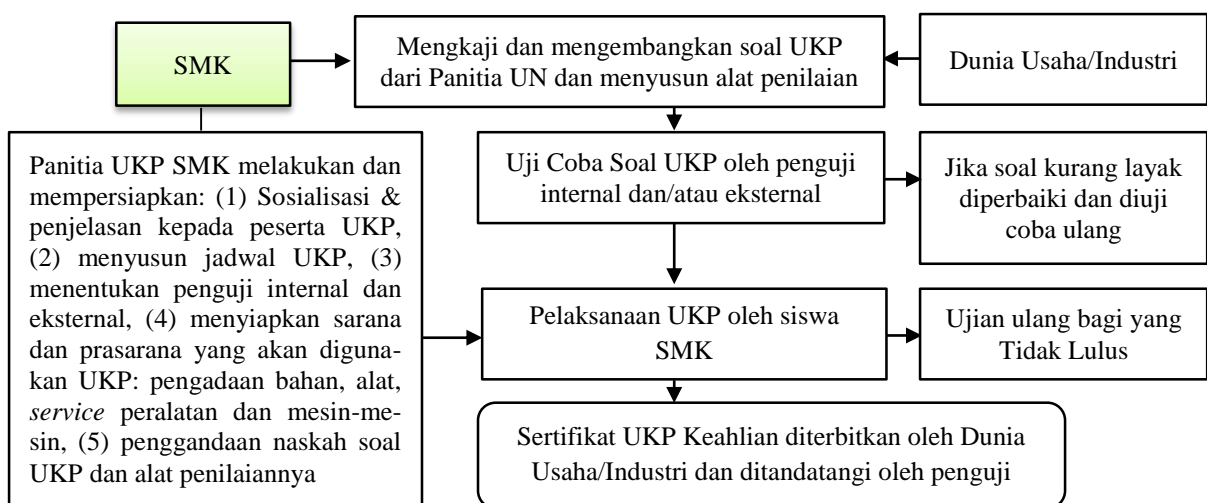 SMK
Mengkaji dan mengembangkan soal UKP
dari Panitia UN dan menyusun alat penilaian
Dunia Usaha/Industri
Panitia UKP SMK melakukan dan
mempersiapkan: (1) Sosialisasi &
penjelasan kepada peserta UKP,
(2) menyusun jadwal UKP, (3)
menentukan penguji internal dan
eksternal, (4) menyiapkan sarana
dan prasarana yang akan diguna-
kan UKP: pengadaan bahan, alat,
service peralatan dan mesin-me-
sin, (5) penggandaan naskah soal
UKP dan alat penilaiannya
Uji Coba Soal UKP oleh penguji
internal dan/atau eksternal
Jika soal kurang layak
diperbaiki dan diuji
coba ulang
Pelaksanaan UKP oleh siswa
SMK
Ujian ulang bagi yang
Tidak Lulus
Sertifikat UKP Keahlian diterbitkan oleh Dunia
Usaha/Industri dan ditandatangi oleh penguji